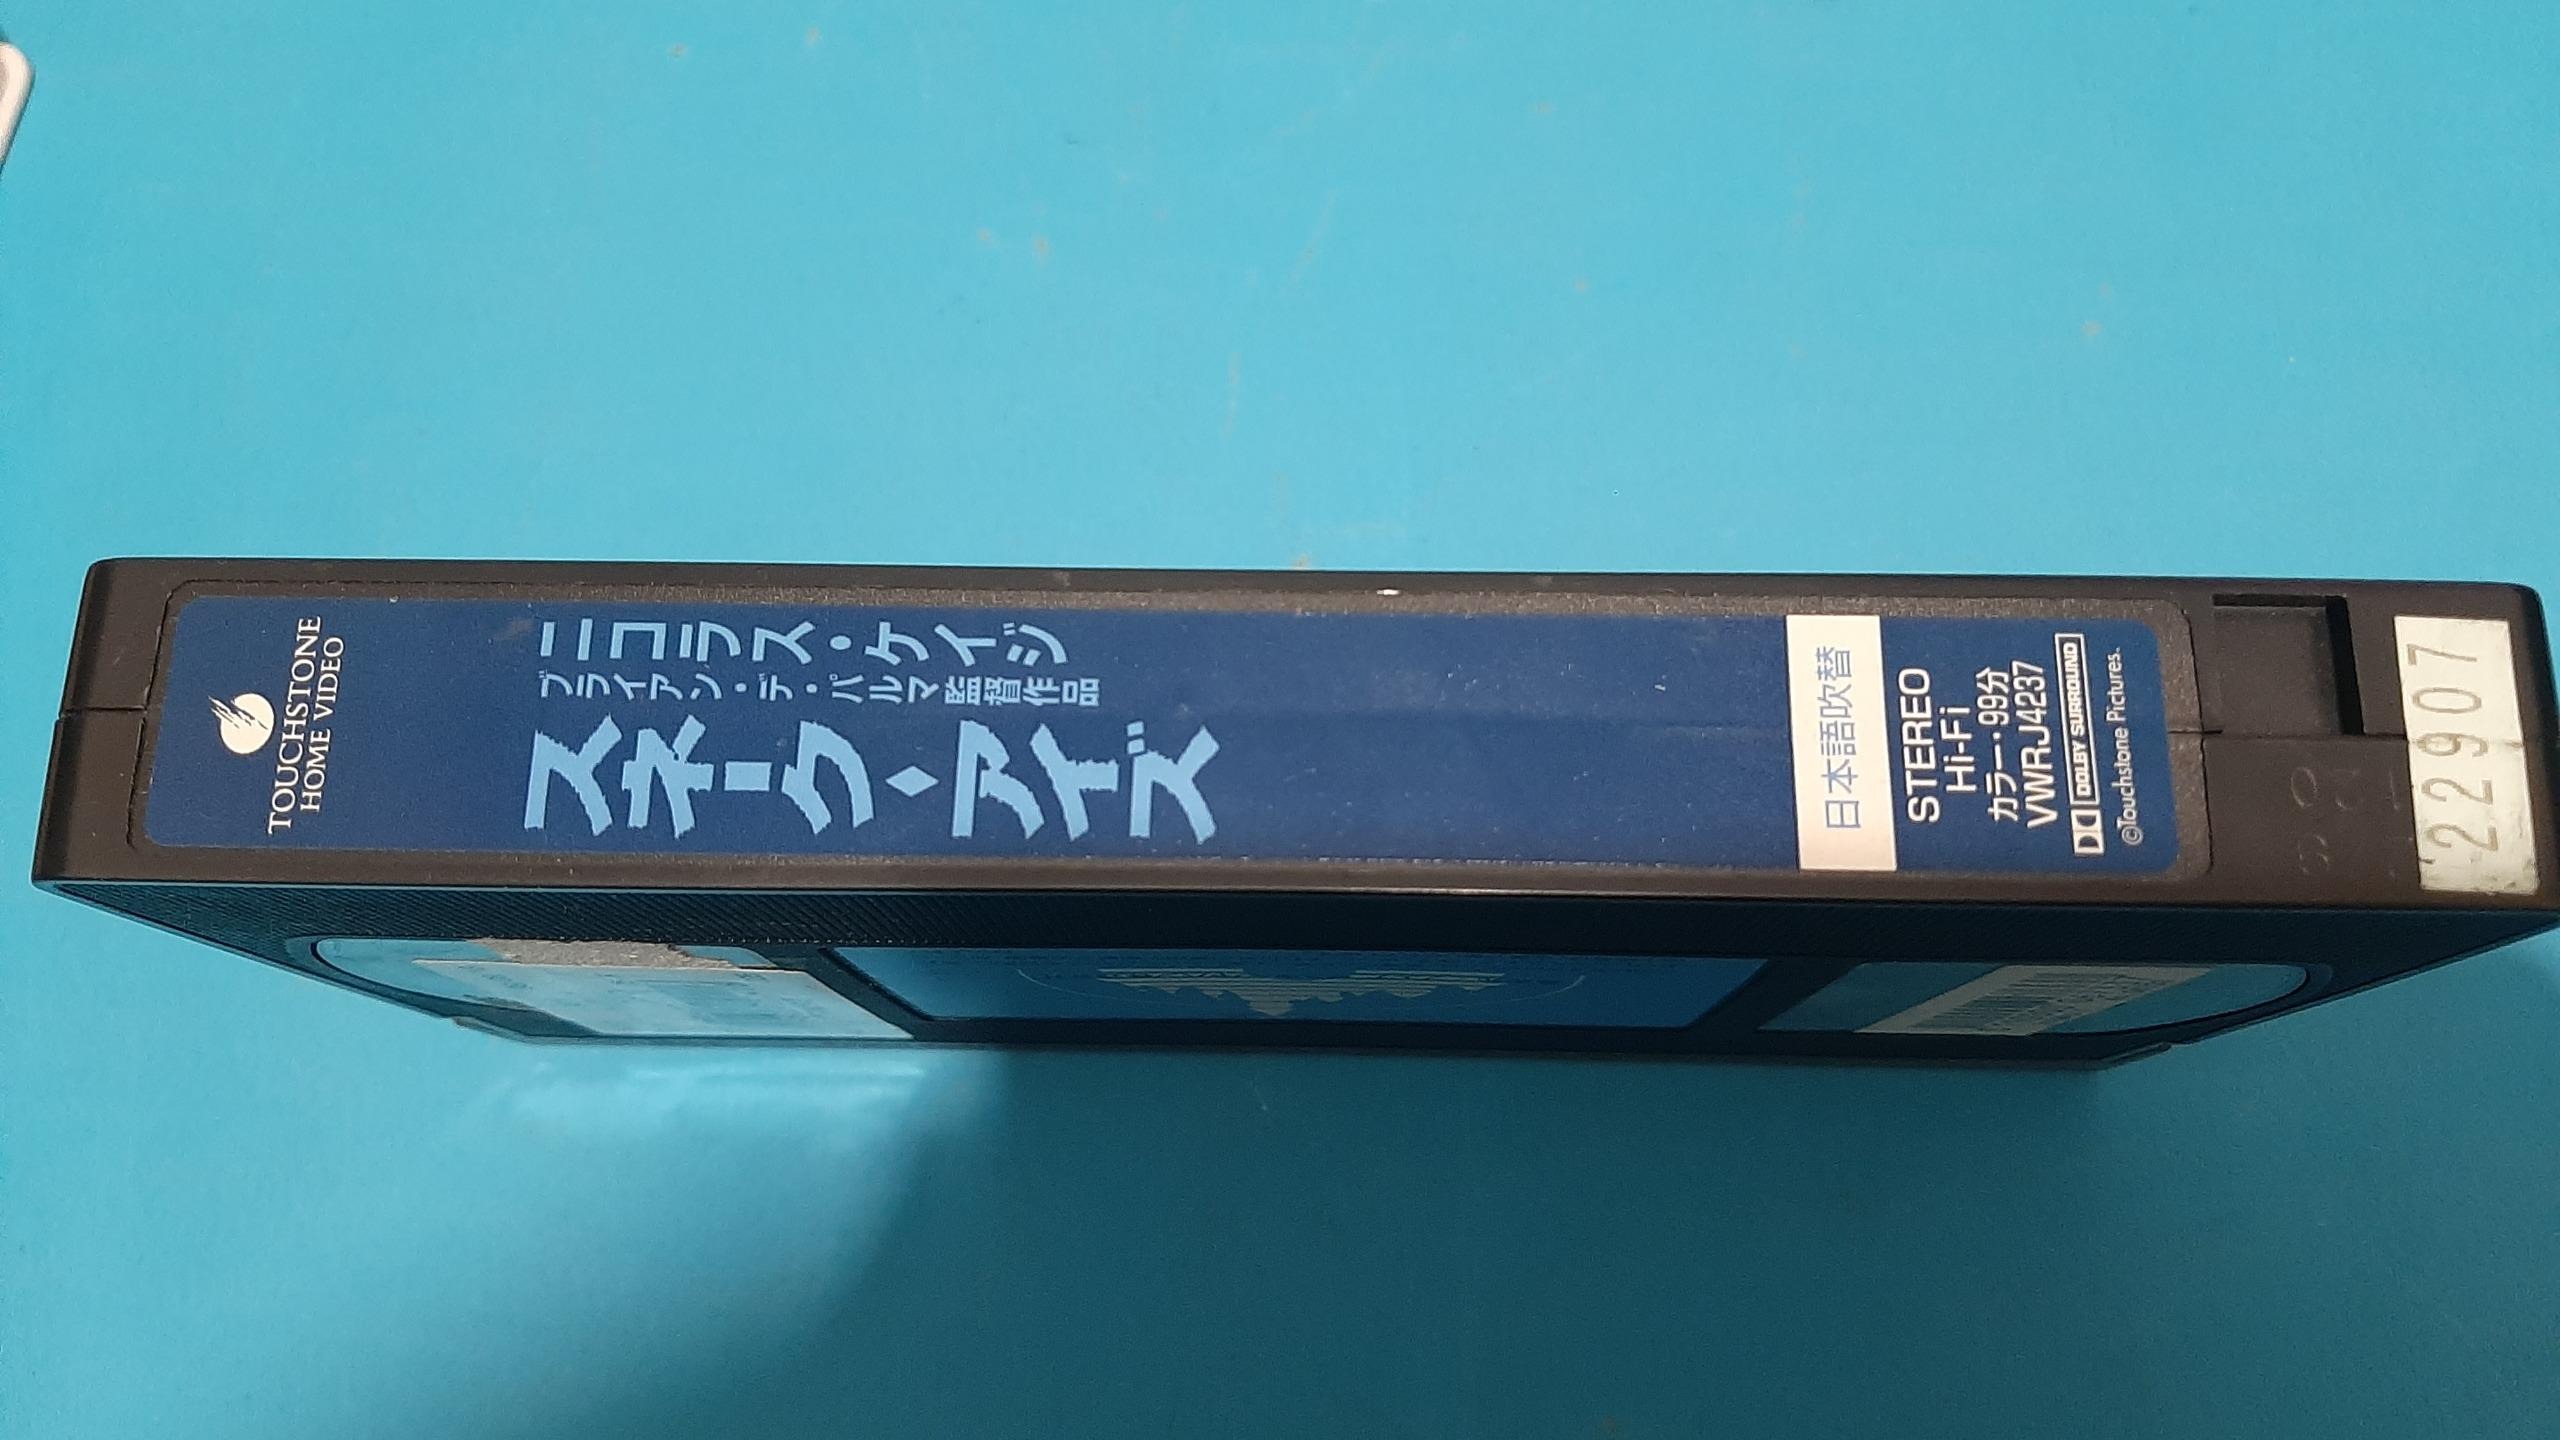 TOUCHSTONE
HOME VIDEO
ニコラス・ケイジ
ブライアン・デ・パルマ監督作品
スネーク・アイズ
日本語吹替
STEREO
Hi-Fi
カラー・99分
VWRJ4237
DOLBY SURROUND
©Touchstone Pictures.
22907